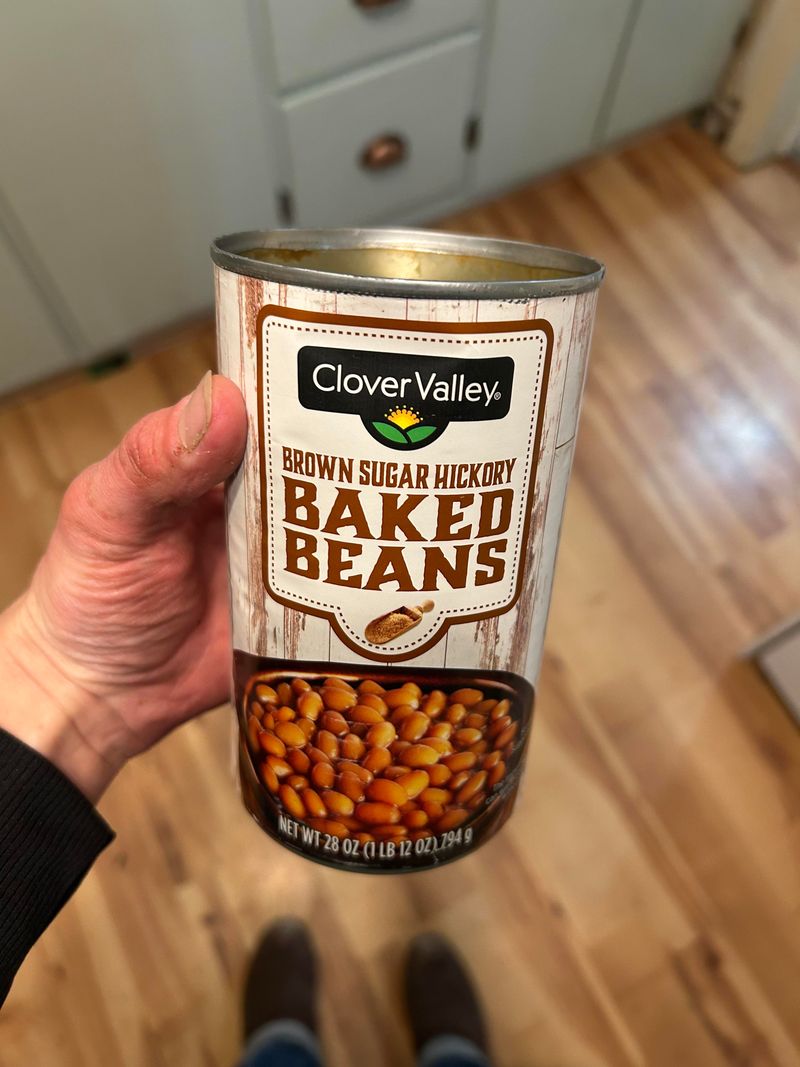 Clover Valley®
BROWN SUGAR HICKORY
BAKED
BEANS
NET WT 28 OZ (1 LB 12 OZ) 794 g